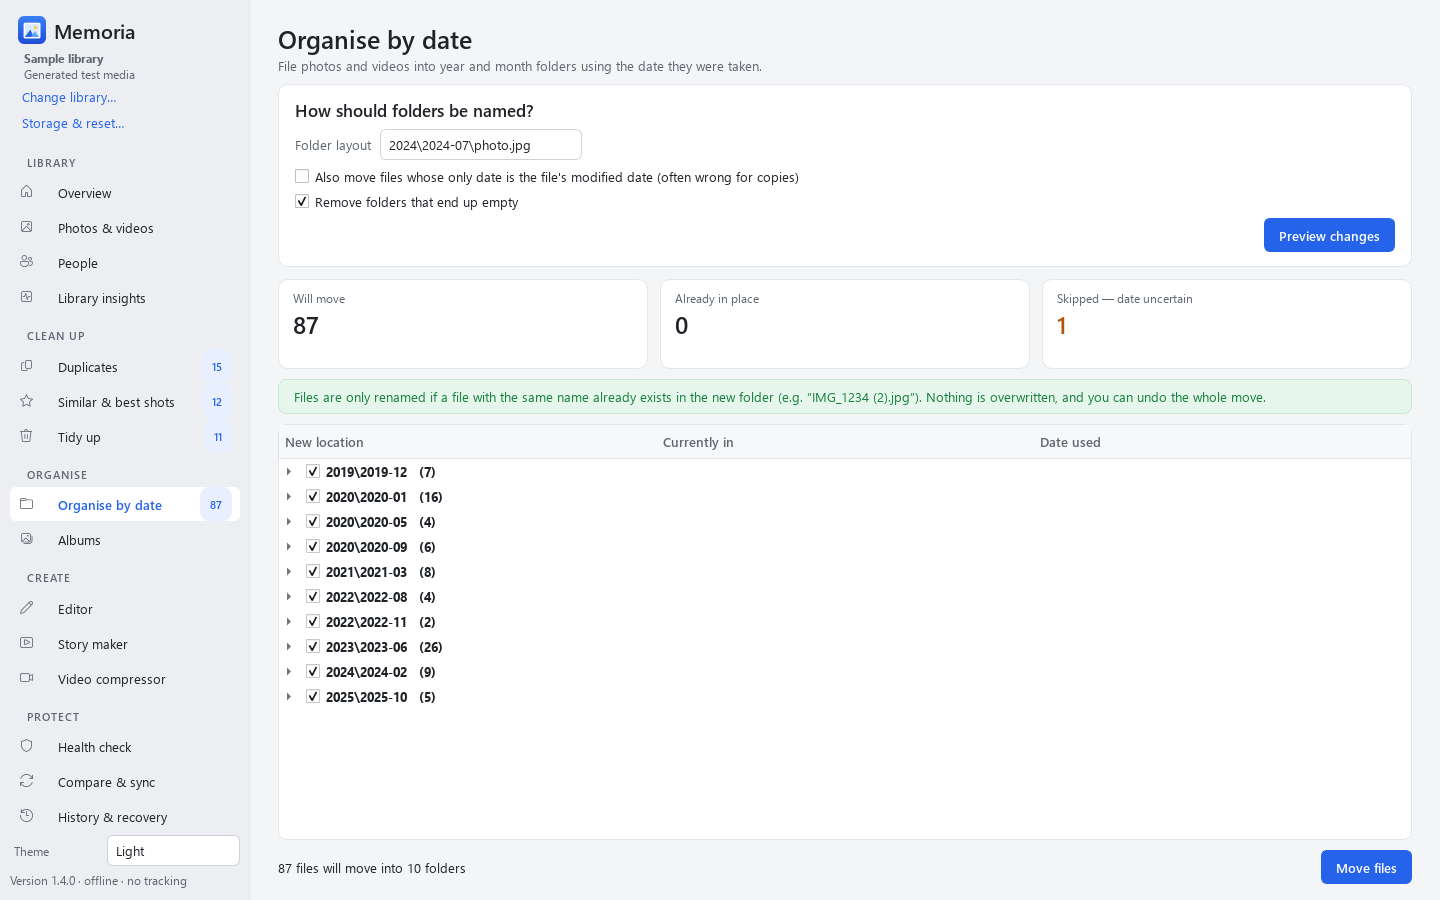 Memoria
Sample library
Generated test media
Change library...
Storage & reset...
LIBRARY
Overview
Photos & videos
People
Library insights
CLEAN UP
Duplicates 15
Similar & best shots 12
Tidy up 11
ORGANISE
Organise by date 87
Albums
CREATE
Editor
Story maker
Video compressor
PROTECT
Health check
Compare & sync
History & recovery
Theme Light
Version 1.4.0 · offline · no tracking
Organise by date
File photos and videos into year and month folders using the date they were taken.
How should folders be named?
Folder layout 2024\2024-07\photo.jpg
Also move files whose only date is the file's modified date (often wrong for copies)
Remove folders that end up empty
Preview changes
Will move
87
Already in place
0
Skipped — date uncertain
1
Files are only renamed if a file with the same name already exists in the new folder (e.g. “IMG_1234 (2).jpg”). Nothing is overwritten, and you can undo the whole move.
New location Currently in Date used
2019\2019-12 (7)
2020\2020-01 (16)
2020\2020-05 (4)
2020\2020-09 (6)
2021\2021-03 (8)
2022\2022-08 (4)
2022\2022-11 (2)
2023\2023-06 (26)
2024\2024-02 (9)
2025\2025-10 (5)
87 files will move into 10 folders
Move files